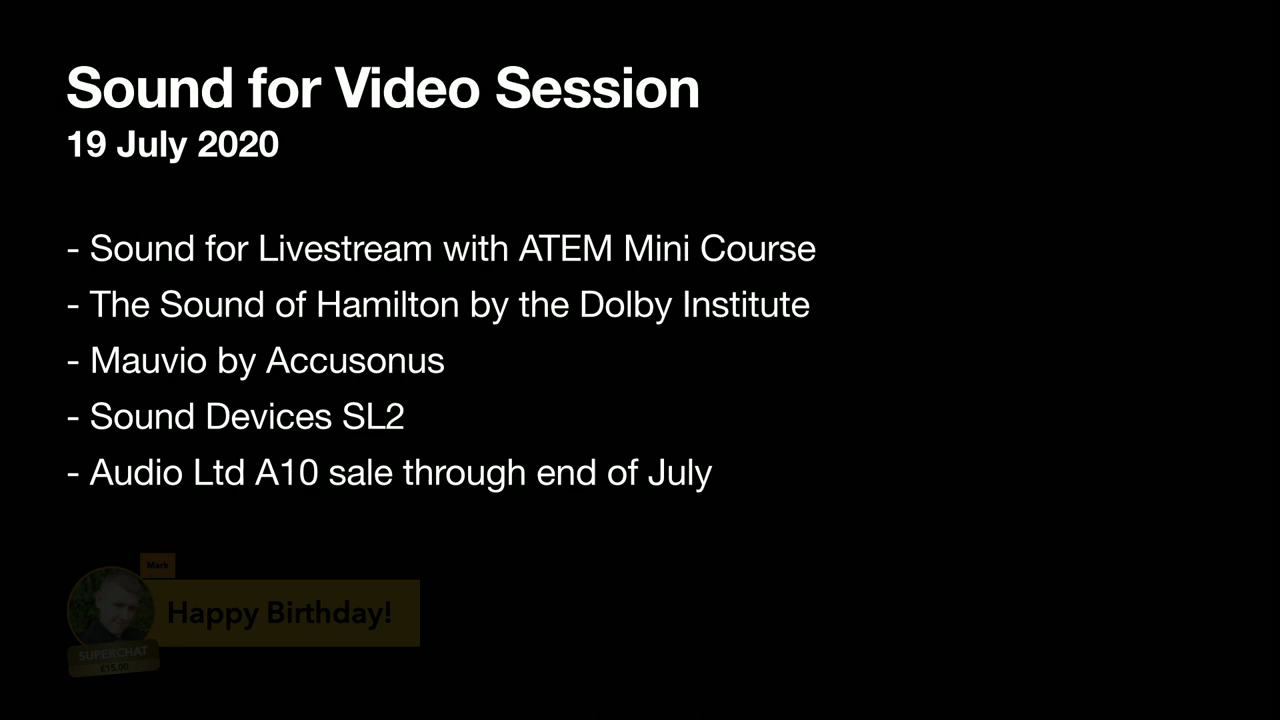 Sound for Video Session
19 July 2020
- Sound for Livestream with ATEM Mini Course
- The Sound of Hamilton by the Dolby Institute
- Mauvio by Accusonus
- Sound Devices SL2
- Audio Ltd A10 sale through end of July
Mark
Happy Birthday!
SUPERCHAT
£15.00